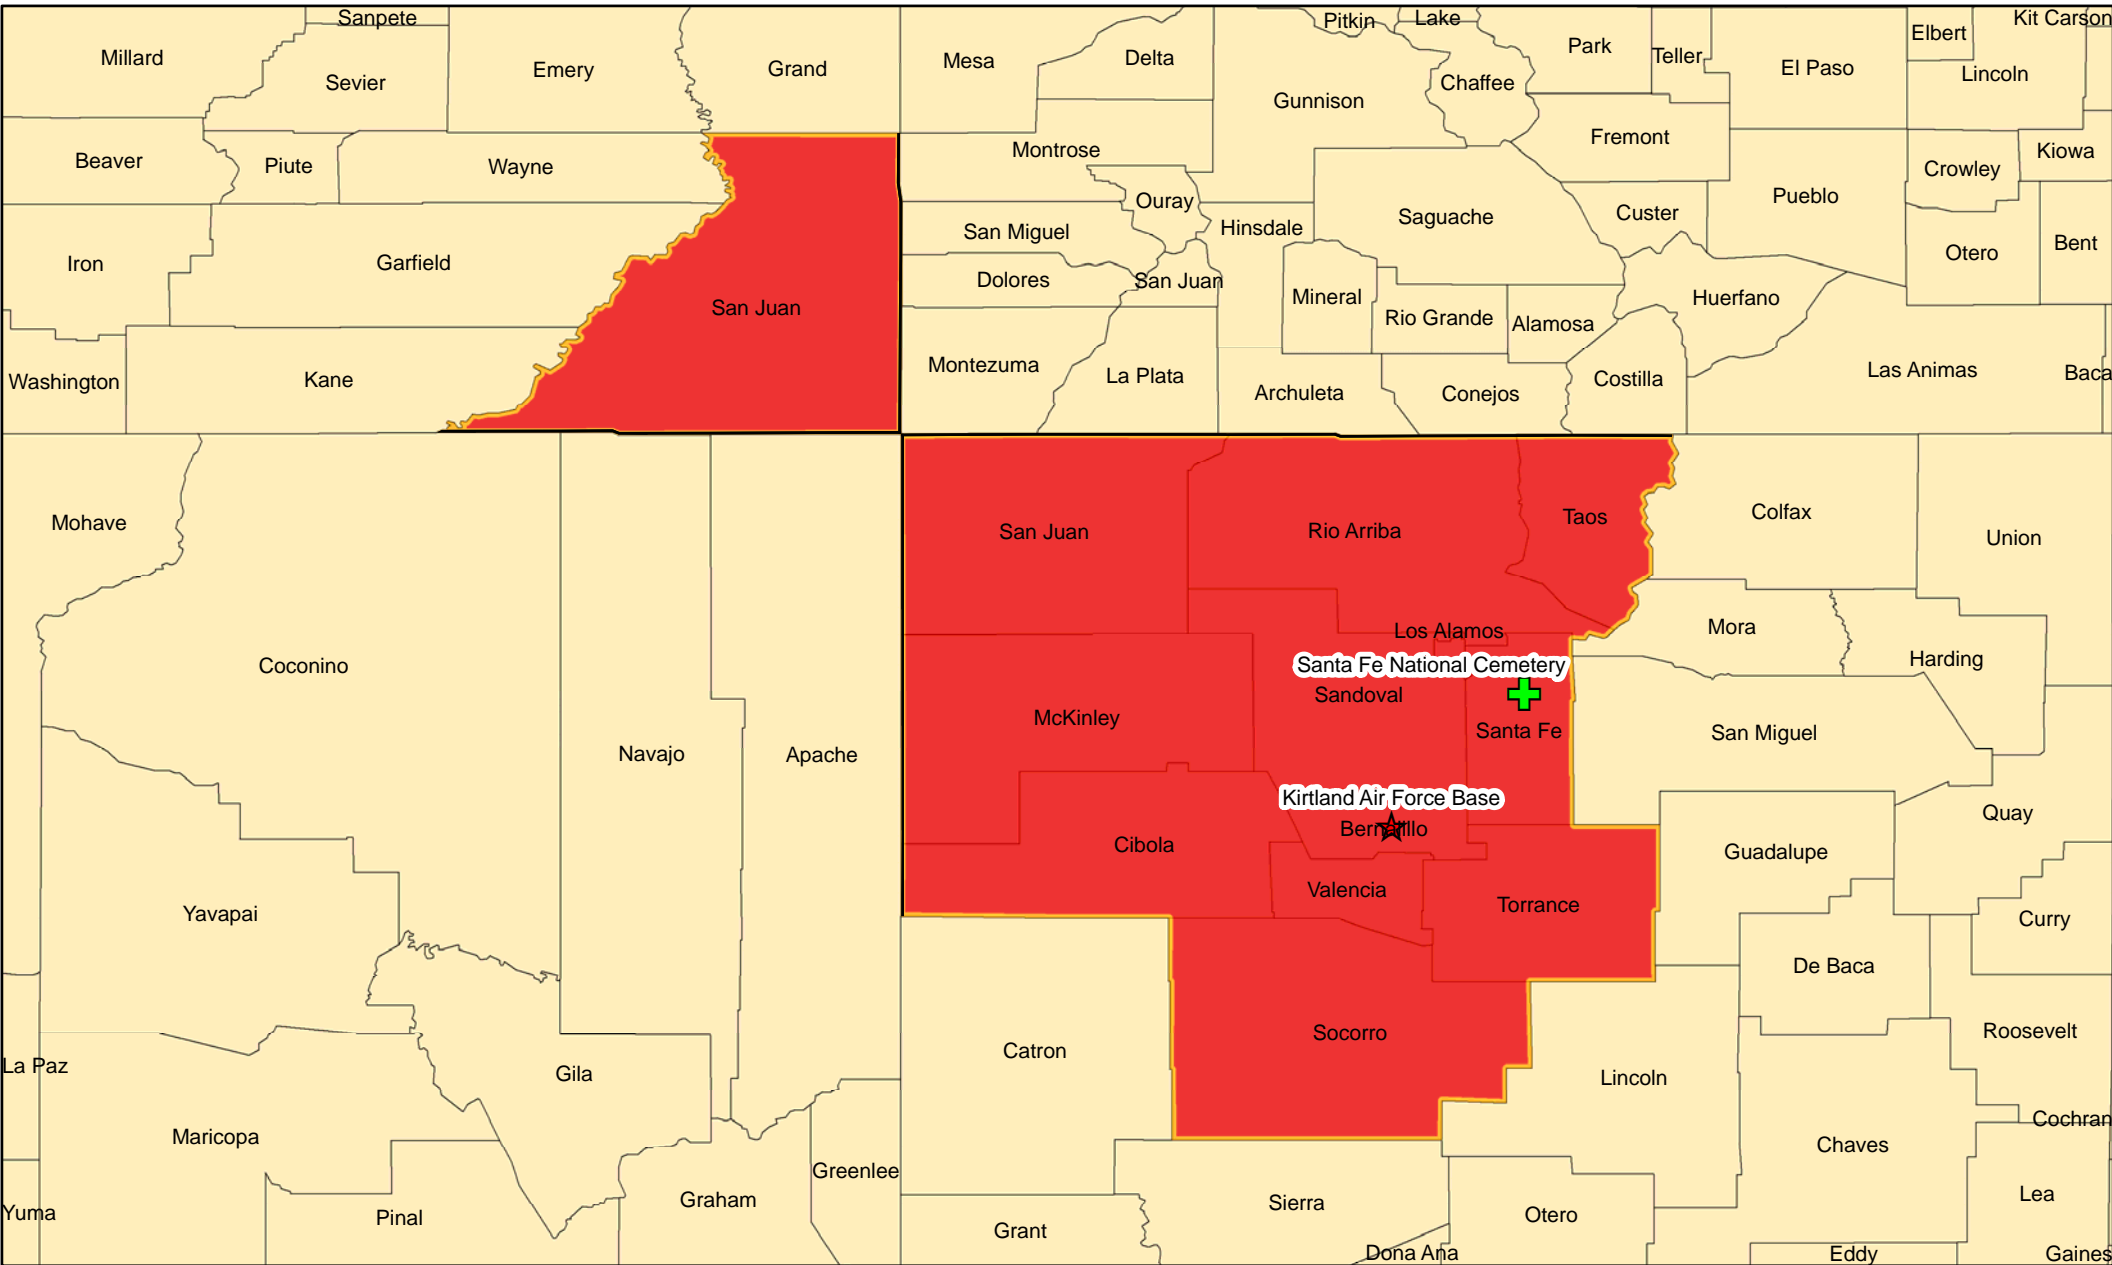 Sanpete
Pitkin
Lake
Kit Carson
Millard
Sevier
Emery
Grand
Mesa
Delta
Gunnison
Chaffee
Park
Teller
El Paso
Elbert
Lincoln
Beaver
Piute
Wayne
Montrose
Fremont
Crowley
Kiowa
Ouray
San Miguel
Hinsdale
Saguache
Custer
Pueblo
Otero
Bent
Iron
Garfield
San Juan
Dolores
San Juan
Mineral
Rio Grande
Alamosa
Huerfano
Washington
Kane
Montezuma
La Plata
Archuleta
Conejos
Costilla
Las Animas
Baca
Mohave
San Juan
Rio Arriba
Taos
Colfax
Union
Coconino
Los Alamos
Mora
Harding
Santa Fe National Cemetery
Sandoval
McKinley
Santa Fe
San Miguel
Navajo
Apache
Kirtland Air Force Base
Bernalillo
Cibola
Quay
Guadalupe
Valencia
Torrance
Yavapai
Curry
De Baca
Socorro
Roosevelt
Catron
La Paz
Gila
Lincoln
Cochran
Maricopa
Chaves
Greenlee
Graham
Lea
Yuma
Pinal
Sierra
Otero
Grant
Dona Ana
Eddy
Gaines